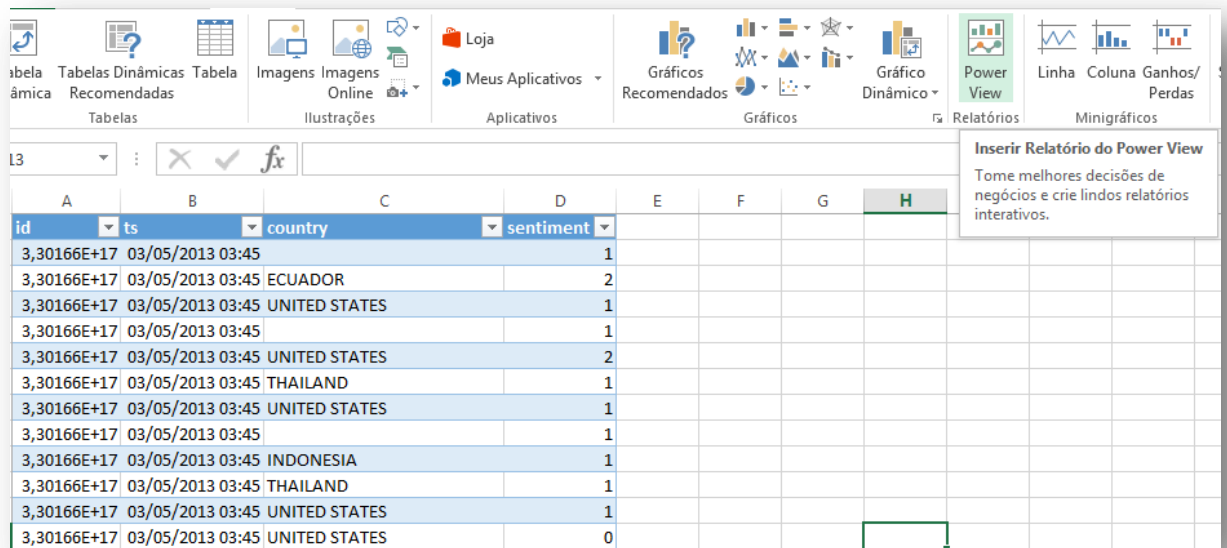 Loja
abela Tabelas Dinâmicas Tabela Imagens Imagens Meus Aplicativos Gráficos Gráfico Power Linha Coluna Ganhos/
âmica Recomendadas Online Recomendados Dinâmico View Perdas
Tabelas Ilustrações Aplicativos Gráficos Relatórios Minigráficos
13 fx
Inserir Relatório do Power View
Tome melhores decisões de
negócios e crie lindos relatórios
interativos.
A B C D E F G H
id ts country sentiment
3,30166E+17 03/05/2013 03:45 1
3,30166E+17 03/05/2013 03:45 ECUADOR 2
3,30166E+17 03/05/2013 03:45 UNITED STATES 1
3,30166E+17 03/05/2013 03:45 1
3,30166E+17 03/05/2013 03:45 UNITED STATES 2
3,30166E+17 03/05/2013 03:45 THAILAND 1
3,30166E+17 03/05/2013 03:45 UNITED STATES 1
3,30166E+17 03/05/2013 03:45 1
3,30166E+17 03/05/2013 03:45 INDONESIA 1
3,30166E+17 03/05/2013 03:45 THAILAND 1
3,30166E+17 03/05/2013 03:45 UNITED STATES 1
3,30166E+17 03/05/2013 03:45 UNITED STATES 0